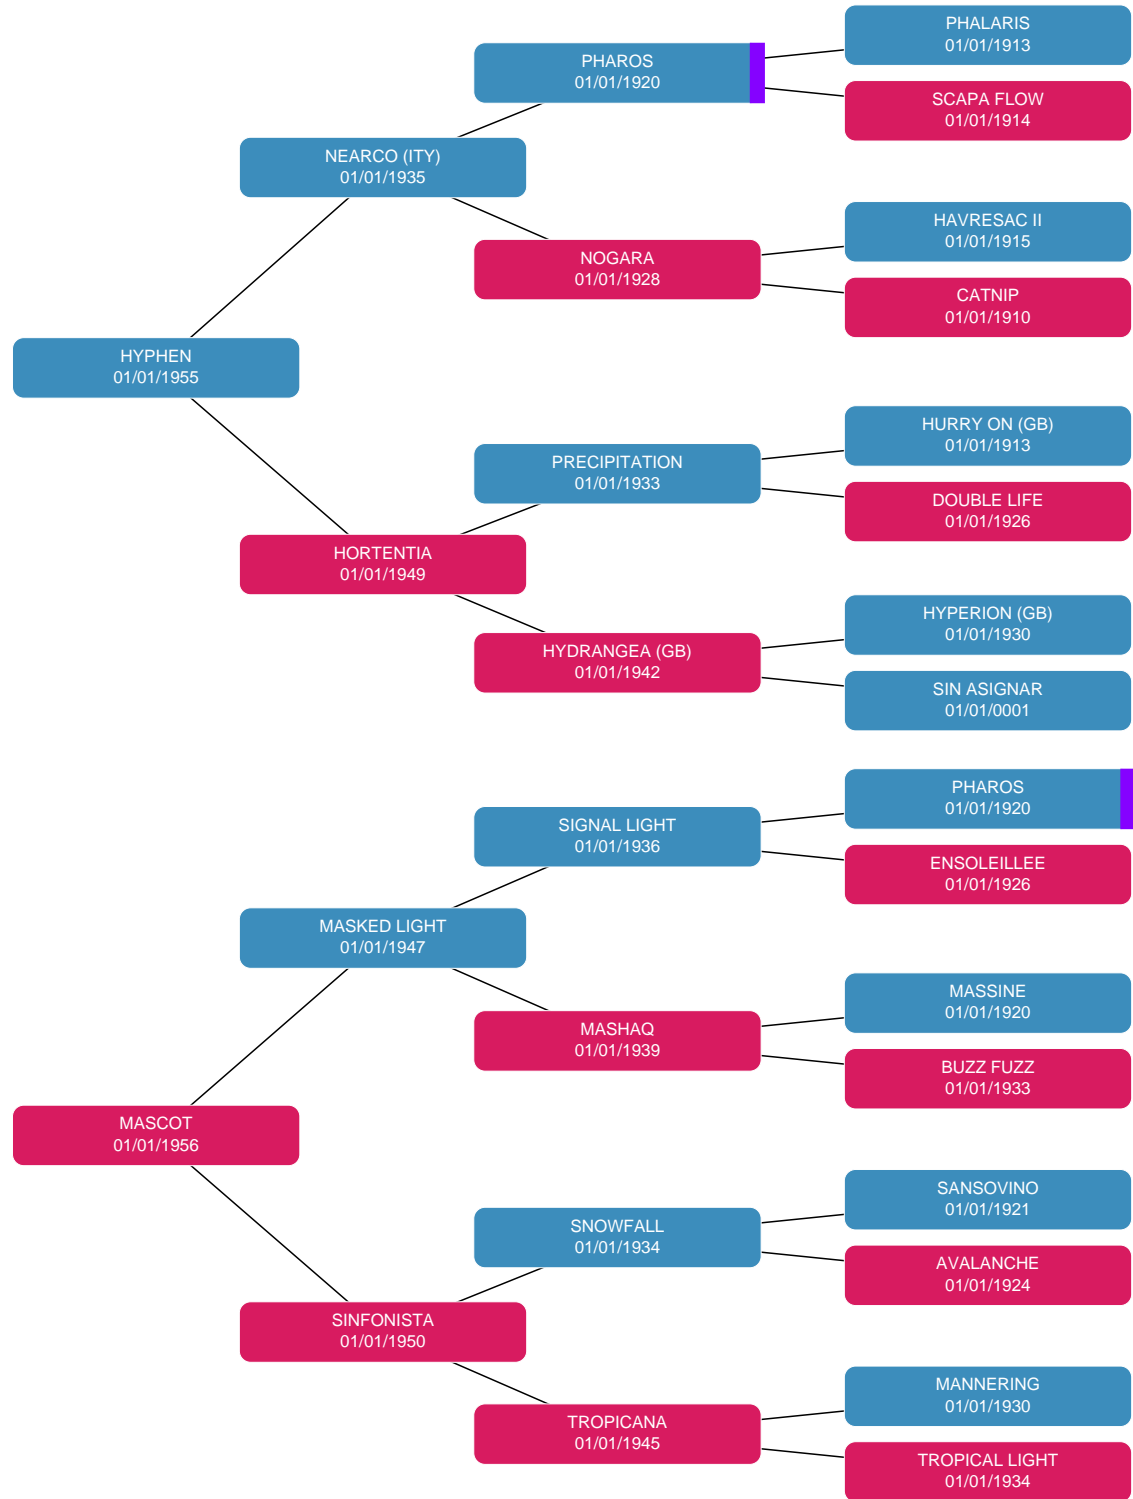 PHALARIS
01/01/1913
PHAROS
01/01/1920
SCAPA FLOW
01/01/1914
NEARCO (ITY)
01/01/1935
HAVRESAC II
01/01/1915
NOGARA
01/01/1928
CATNIP
01/01/1910
HYPHEN
01/01/1955
HURRY ON (GB)
01/01/1913
PRECIPITATION
01/01/1933
DOUBLE LIFE
01/01/1926
HORTENTIA
01/01/1949
HYPERION (GB)
01/01/1930
HYDRANGEA (GB)
01/01/1942
SIN ASIGNAR
01/01/0001
PHAROS
01/01/1920
SIGNAL LIGHT
01/01/1936
ENSOLEILLEE
01/01/1926
MASKED LIGHT
01/01/1947
MASSINE
01/01/1920
MASHAQ
01/01/1939
BUZZ FUZZ
01/01/1933
MASCOT
01/01/1956
SANSOVINO
01/01/1921
SNOWFALL
01/01/1934
AVALANCHE
01/01/1924
SINFONISTA
01/01/1950
MANNERING
01/01/1930
TROPICANA
01/01/1945
TROPICAL LIGHT
01/01/1934